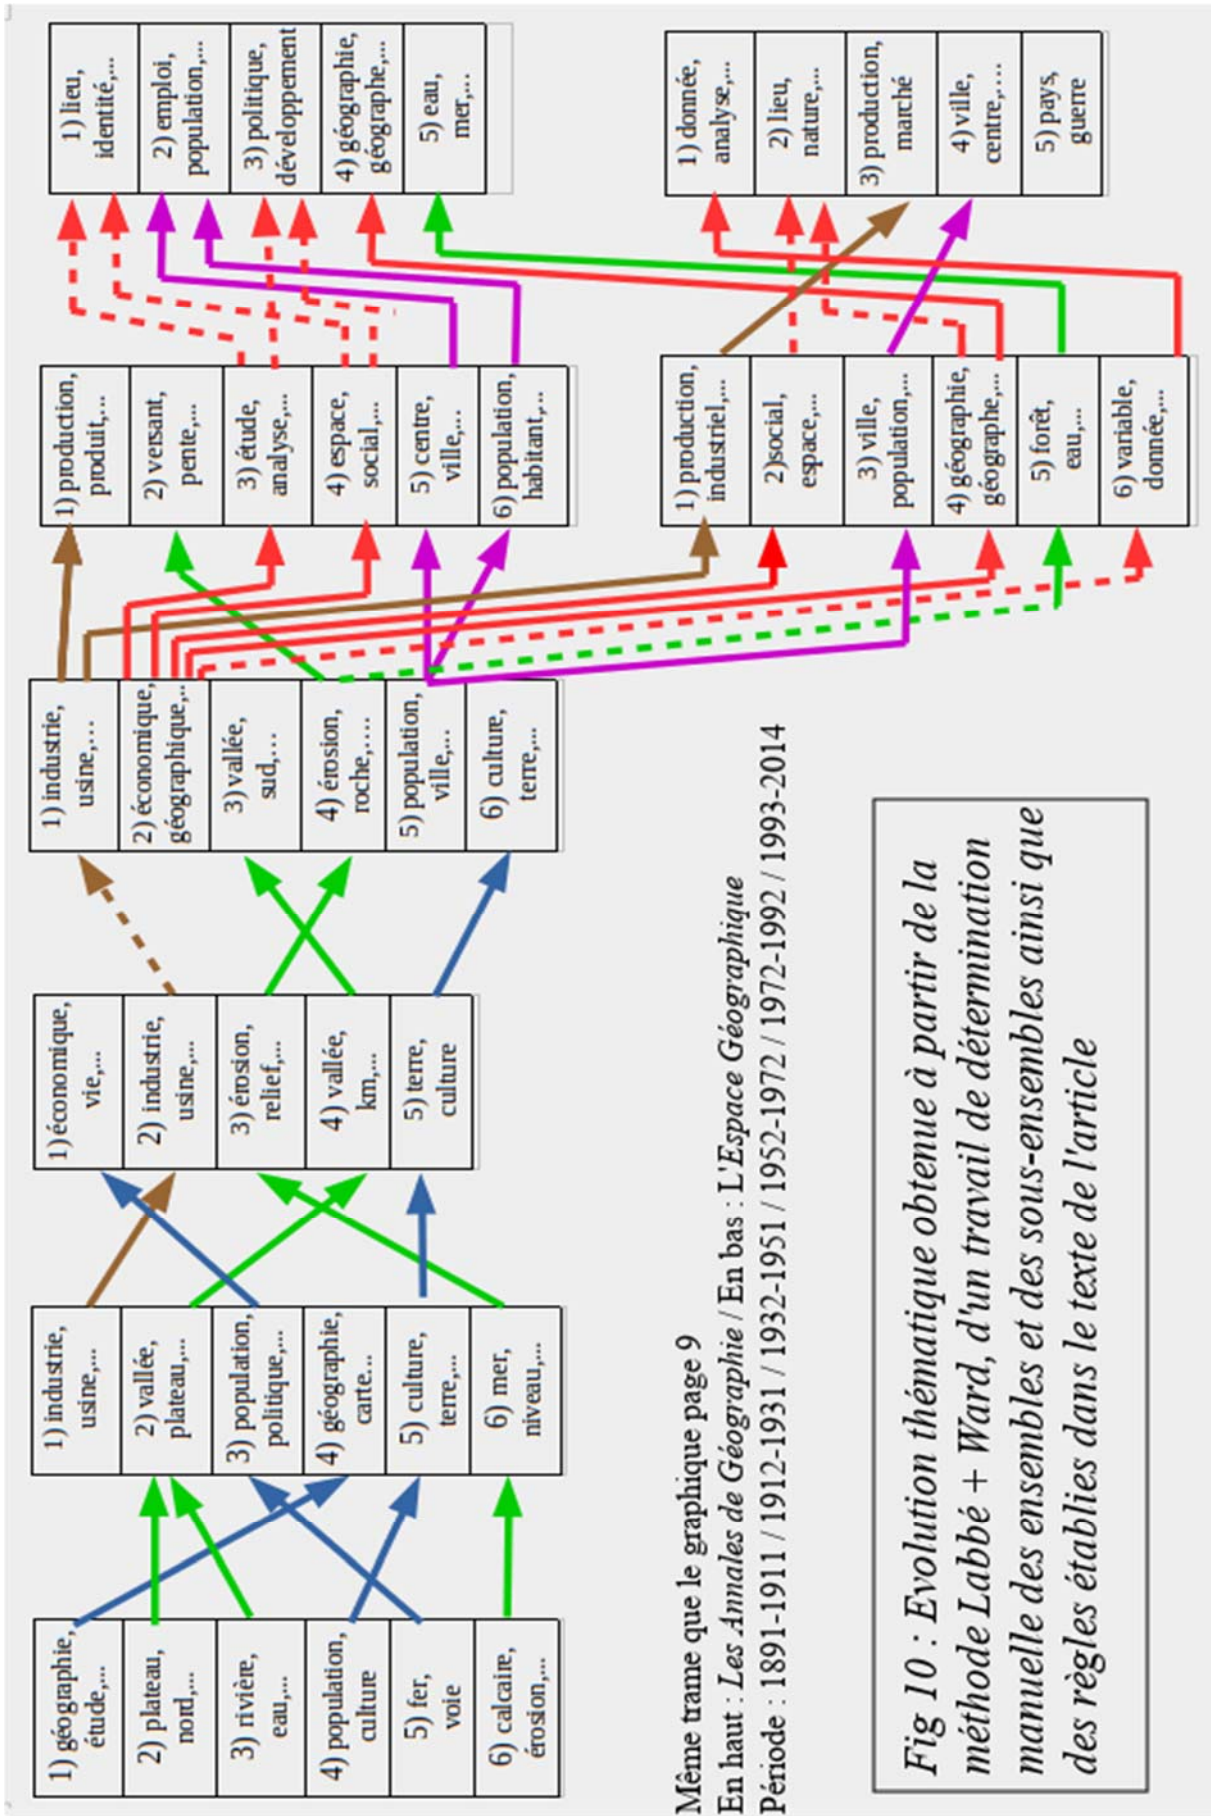 1) géographie,
étude,...
2) plateau,
nord,...
3) rivière,
eau,...
4) population,
culture
5) fer,
voie
6) calcaire,
érosion,...
1) industrie,
usine,...
2) vallée,
plateau,...
3) population,
politique,...
4) géographie,
carte...
5) culture,
terre,...
6) mer,
niveau,...
1)économique,
vie,...
2) industrie,
usine,...
3) érosion,
relief,...
4) vallée,
km,...
5) terre,
culture
1) industrie,
usine,...
2) économique,
géographique,..
3) vallée,
sud,...
4) érosion,
roche,....
5) population,
ville,...
6) culture,
terre,...
1) production,
produit,...
2) versant,
pente,...
3) étude,
analyse,...
4) espace,
social,...
5) centre,
ville,..
6) population,
habitant,..
1) lieu,
identité,...
2) emploi,
population,...
3) politique,
développement
4) géographie,
géographe,...
5) eau,
mer,...
1) production,
industriel,...
2)social,
espace,...
3) ville,
population,...
4) géographie,
géographe,...
5) forêt,
eau,...
6) variable,
donnée,...
1) donnée,
analyse,...
2) lieu,
nature,...
3) production,
marché
4) ville,
centre,....
5) pays,
guerre
Même trame que le graphique page 9
En haut : Les Annales de Géographie / En bas : L'Espace Géographique
Période : 1891-1911 / 1912-1931 / 1932-1951 / 1952-1972 / 1972-1992 / 1993-2014
Fig 10 : Evolution thématique obtenue à partir de la
méthode Labbé + Ward, d'un travail de détermination
manuelle des ensembles et des sous-ensembles ainsi que
des règles établies dans le texte de l'article